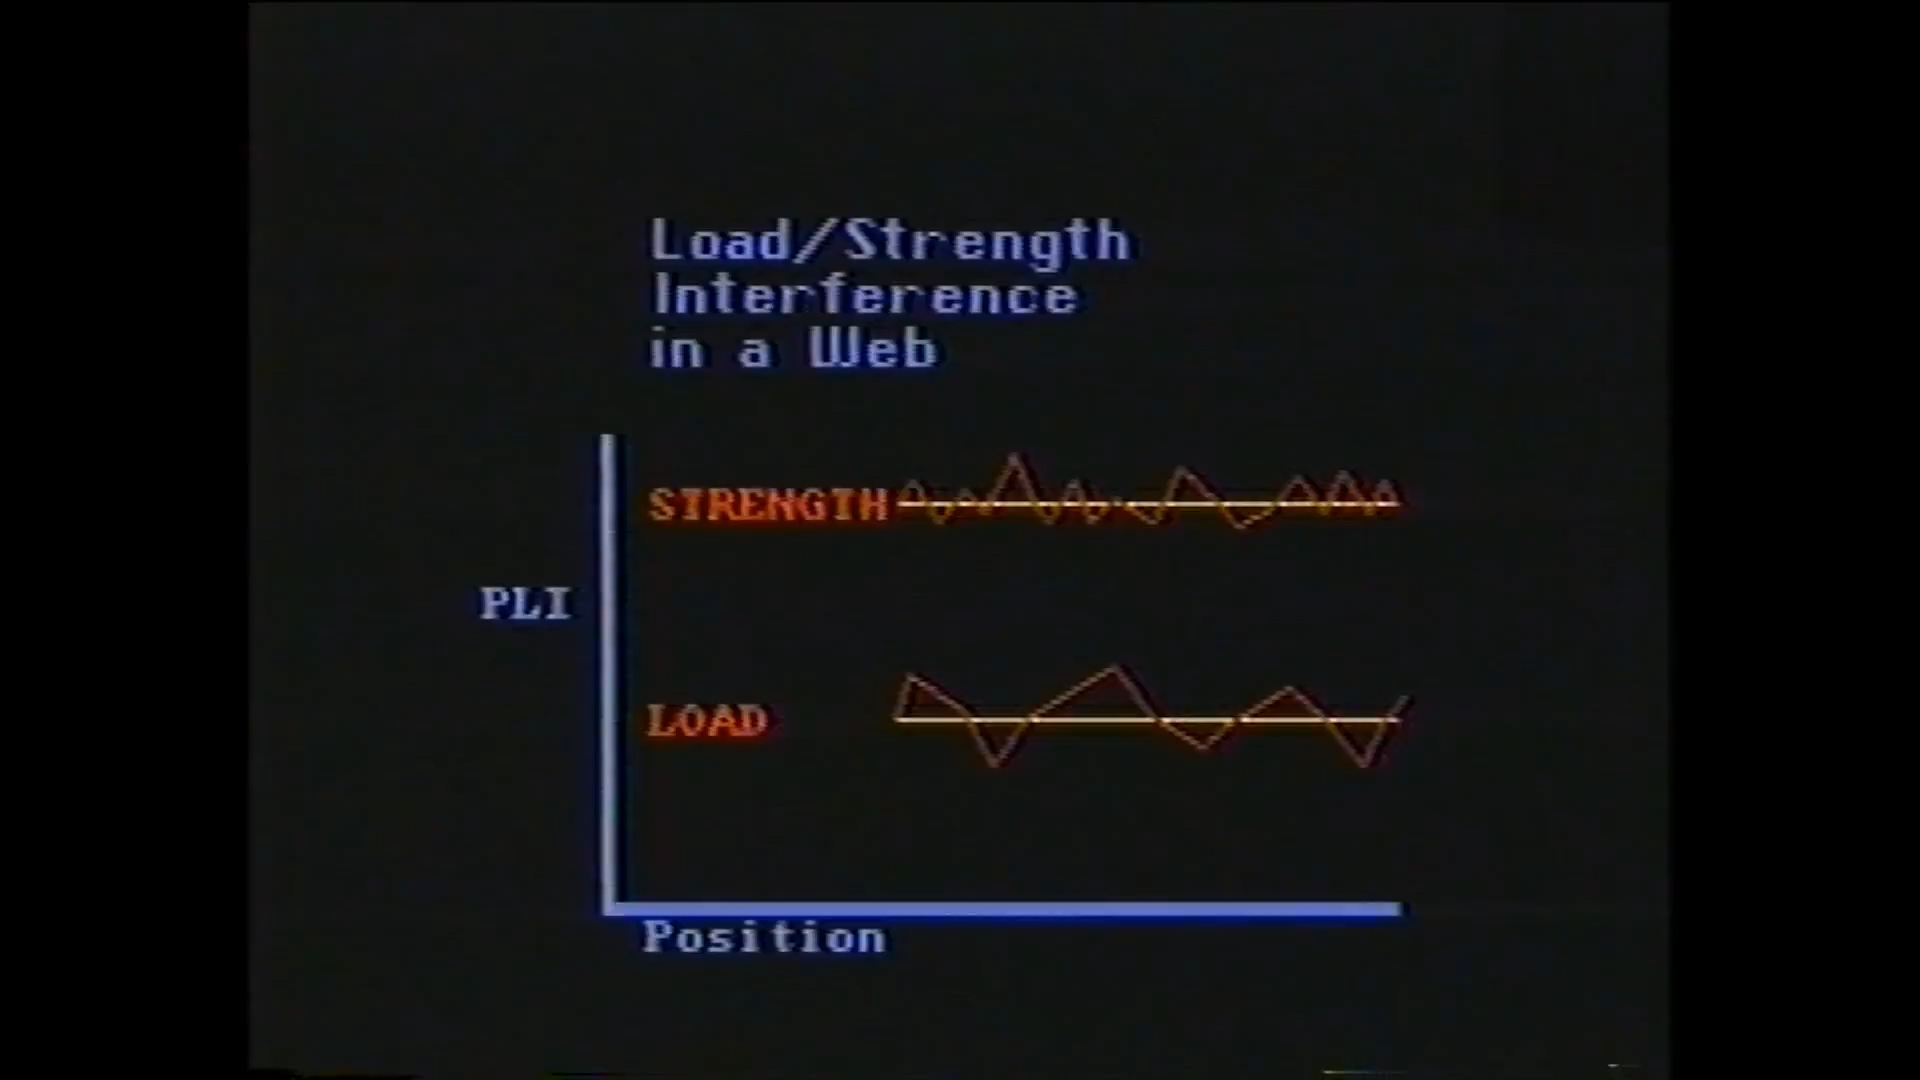 Load/Strength
Interference
in a Web
STRENGTH
PLI
LOAD
Position